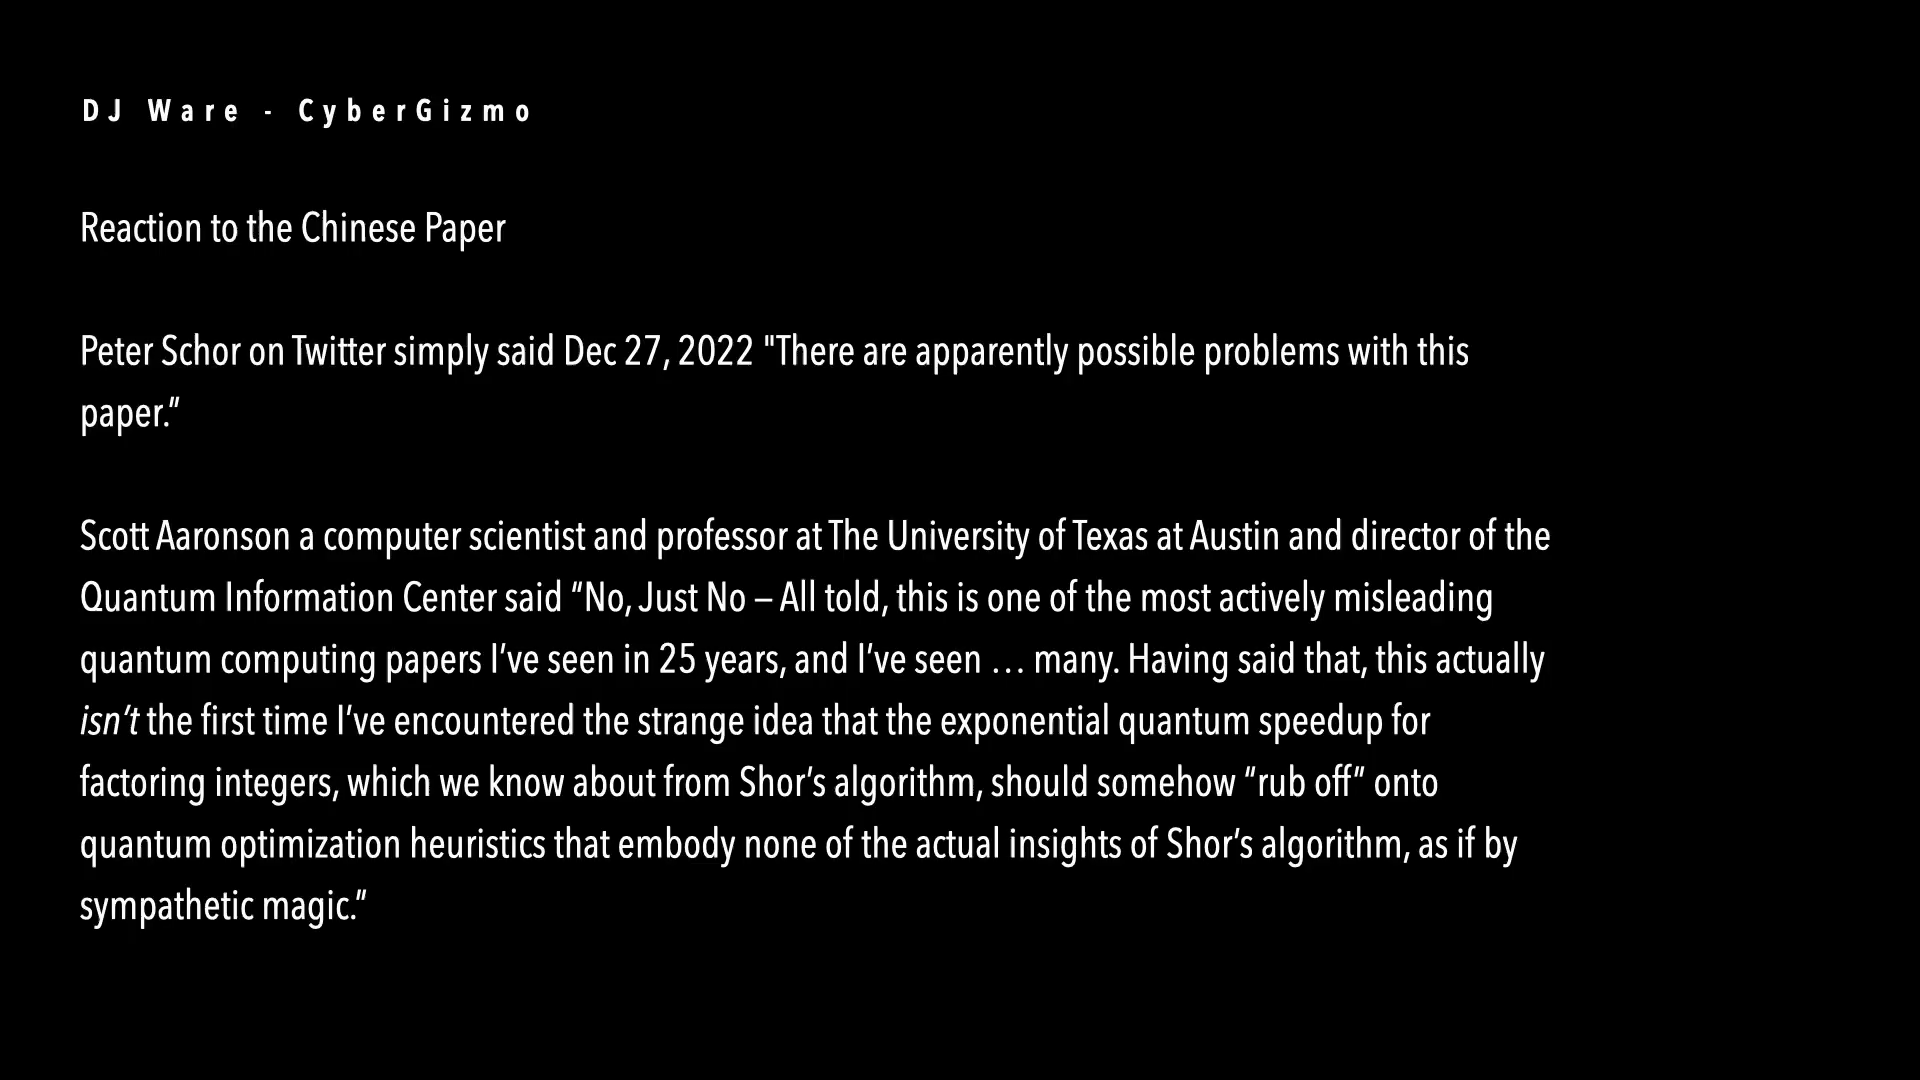 DJ Ware - CyberGizmo
Reaction to the Chinese Paper
Peter Schor on Twitter simply said Dec 27, 2022 "There are apparently possible problems with this
paper.”
Scott Aaronson a computer scientist and professor at The University of Texas at Austin and director of the
Quantum Information Center said “No, Just No – All told, this is one of the most actively misleading
quantum computing papers I’ve seen in 25 years, and I’ve seen … many. Having said that, this actually
isn’t the first time I’ve encountered the strange idea that the exponential quantum speedup for
factoring integers, which we know about from Shor’s algorithm, should somehow “rub off” onto
quantum optimization heuristics that embody none of the actual insights of Shor’s algorithm, as if by
sympathetic magic.“